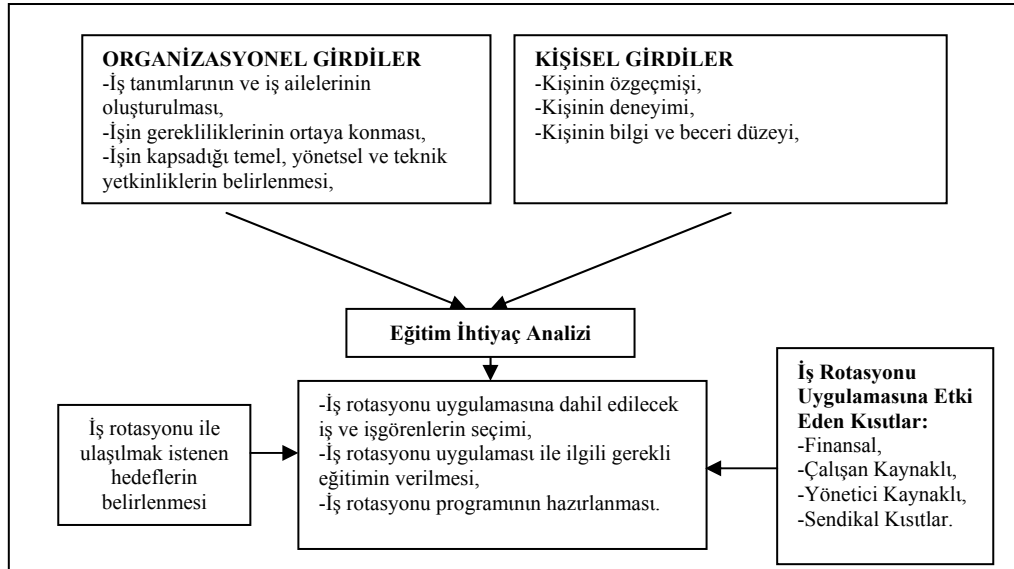 ORGANİZASYONEL GİRDİLER
-İş tanımlarının ve iş ailelerinin
oluşturulması,
-İşin gerekliliklerinin ortaya konması,
-İşin kapsadığı temel, yönetsel ve teknik
yetkinliklerin belirlenmesi,
KİŞİSEL GİRDİLER
-Kişinin özgeçmişi,
-Kişinin deneyimi,
-Kişinin bilgi ve beceri düzeyi,
Eğitim İhtiyaç Analizi
İş rotasyonu ile
ulaşılmak istenen
hedeflerin
belirlenmesi
-İş rotasyonu uygulamasına dahil edilecek
iş ve işgörenlerin seçimi,
-İş rotasyonu uygulaması ile ilgili gerekli
eğitimin verilmesi,
-İş rotasyonu programının hazırlanması.
İş Rotasyonu
Uygulamasına Etki
Eden Kısıtlar:
-Finansal,
-Çalışan Kaynaklı,
-Yönetici Kaynaklı,
-Sendikal Kısıtlar.